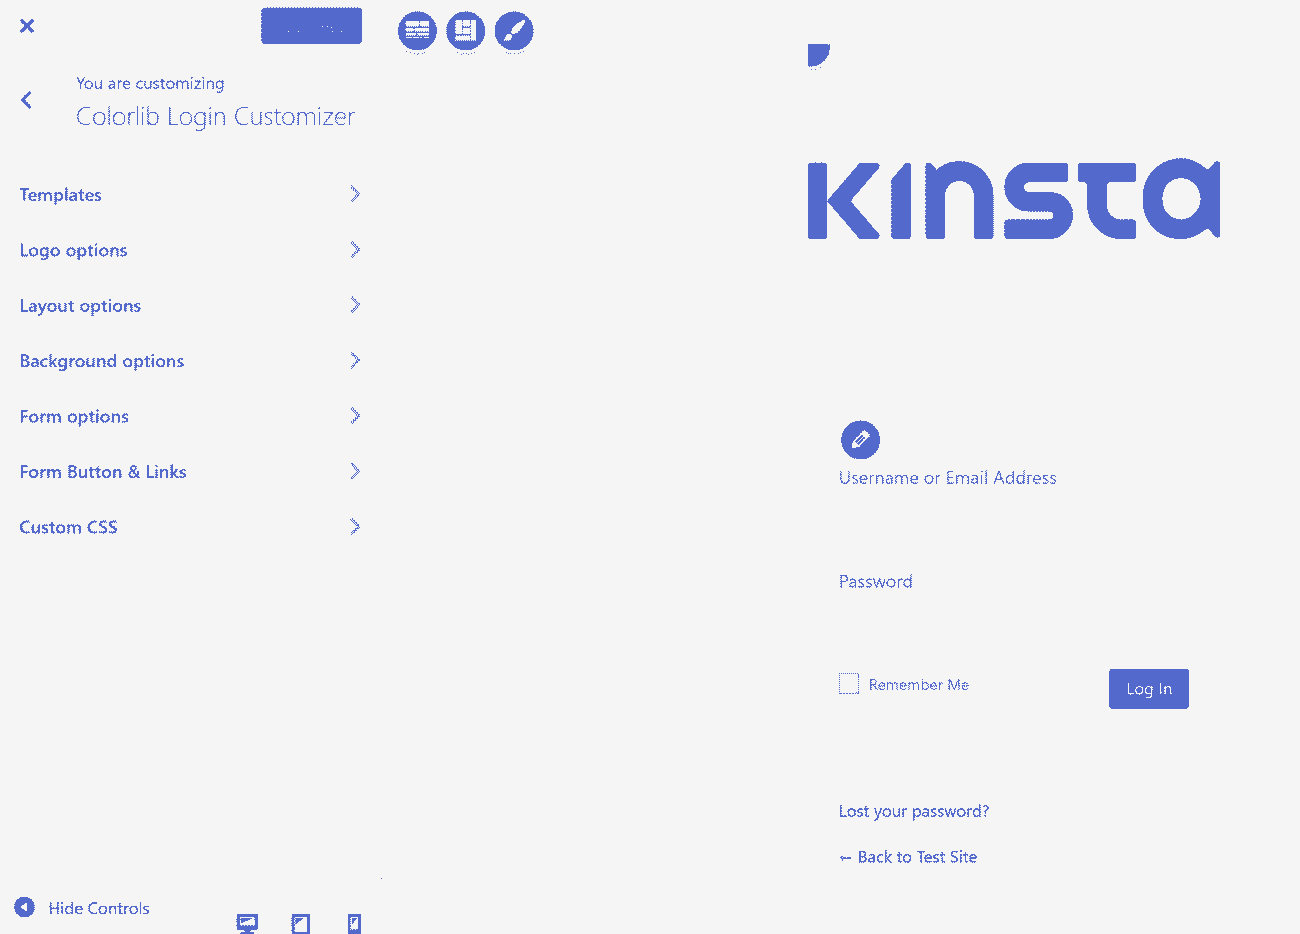 You are customizing
Colorlib Login Customizer
Templates
Logo options
Layout options
Background options
Form options
Form Button & Links
Custom CSS
Hide Controls
KINSTA
Username or Email Address
Password
Remember Me
Log In
Lost your password?
← Back to Test Site